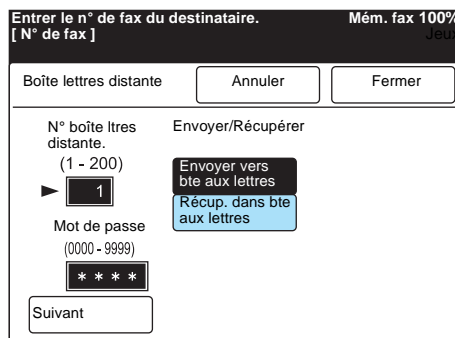 Entrer le n° de fax du destinataire. Mém. fax 100%
[ N° de fax ] Jeux
Boîte lettres distante Annuler Fermer
N° boîte ltres
distante.
(1 - 200)
1
Mot de passe
(0000 - 9999)
* * * *
Suivant
Envoyer/Récupérer
Envoyer vers
bte aux lettres
Récup. dans bte
aux lettres